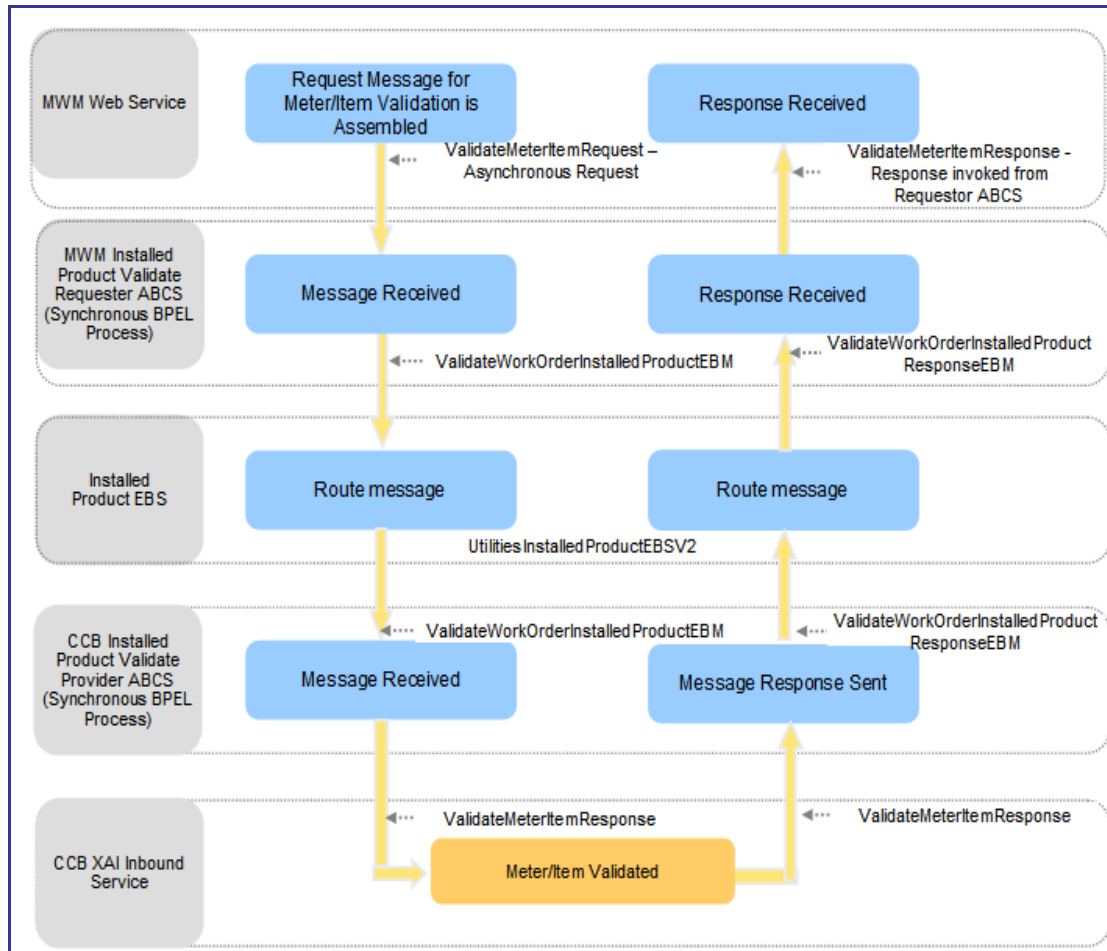 MWM Web Service
Request Message for
Meter/Item Validation is
Assembled
Response Received
ValidateMeterItemRequest –
Asynchronous Request
ValidateMeterItemResponse -
Response invoked from
Requestor ABCS
MWM Installed
Product Validate
Requester ABCS
(Synchronous BPEL
Process)
Message Received
Response Received
ValidateWorkOrderInstalledProductEBM
ValidateWorkOrderInstalledProduct
ResponseEBM
Installed
Product EBS
Route message
Route message
UtilitiesInstalledProductEBSV2
CCB Installed
Product Validate
Provider ABCS
(Synchronous BPEL
Process)
ValidateWorkOrderInstalledProductEBM
ValidateWorkOrderInstalledProduct
ResponseEBM
Message Received
Message Response Sent
CCB XAI Inbound
Service
ValidateMeterItemResponse
ValidateMeterItemResponse
Meter/Item Validated